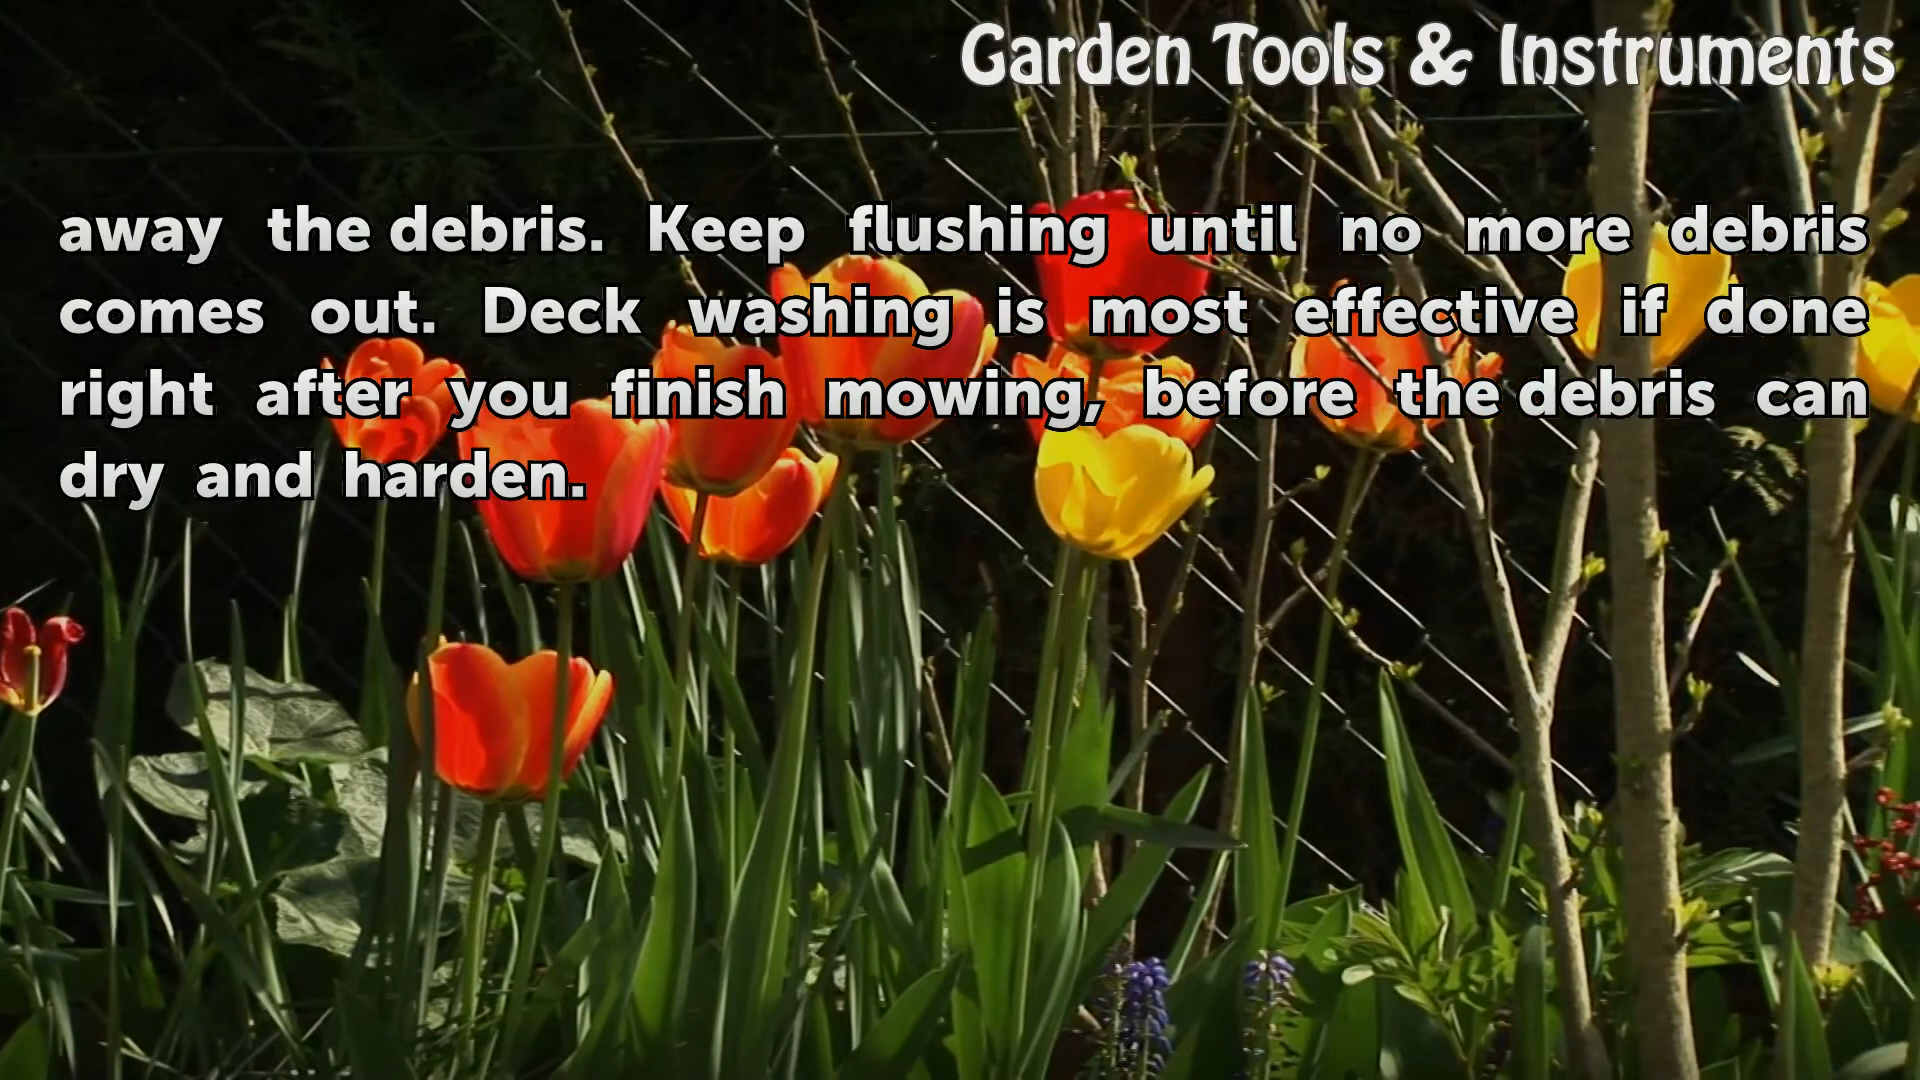 Garden Tools & Instruments
away the debris. Keep flushing until no more debris
comes out. Deck washing is most effective if done
right after you finish mowing, before the debris can
dry and harden.